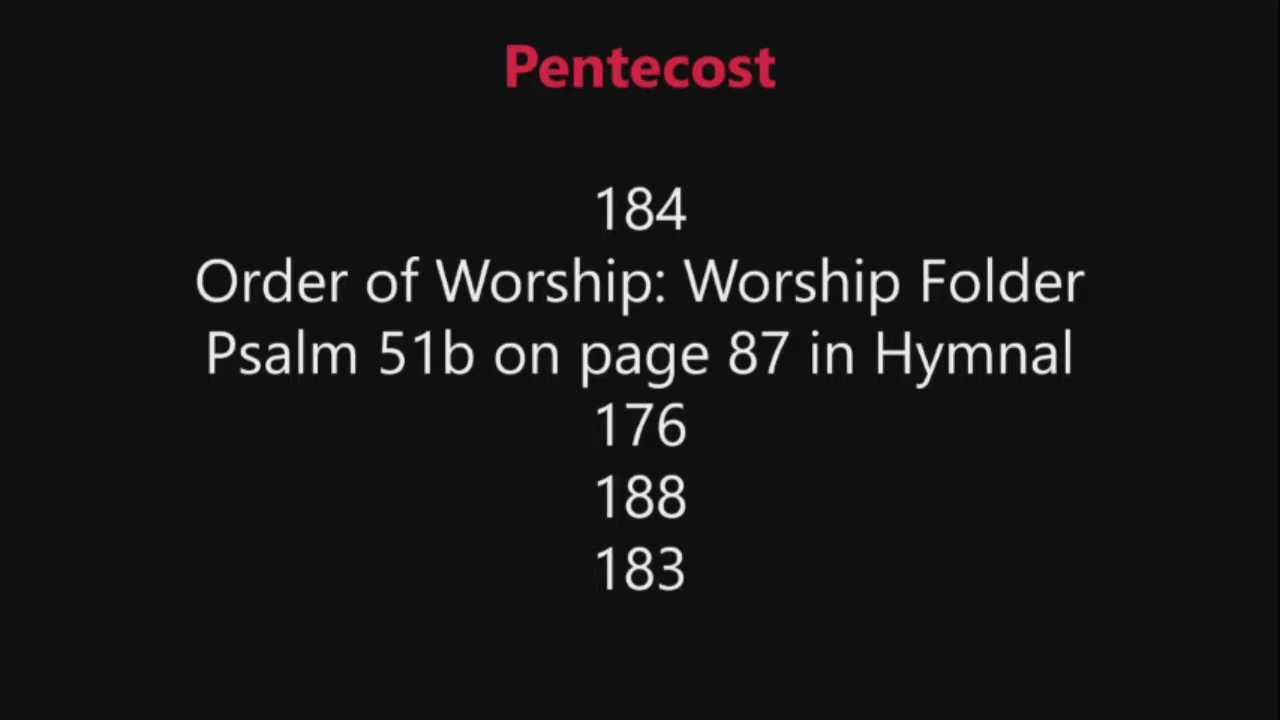 Pentecost
184
Order of Worship: Worship Folder
Psalm 51b on page 87 in Hymnal
176
188
183